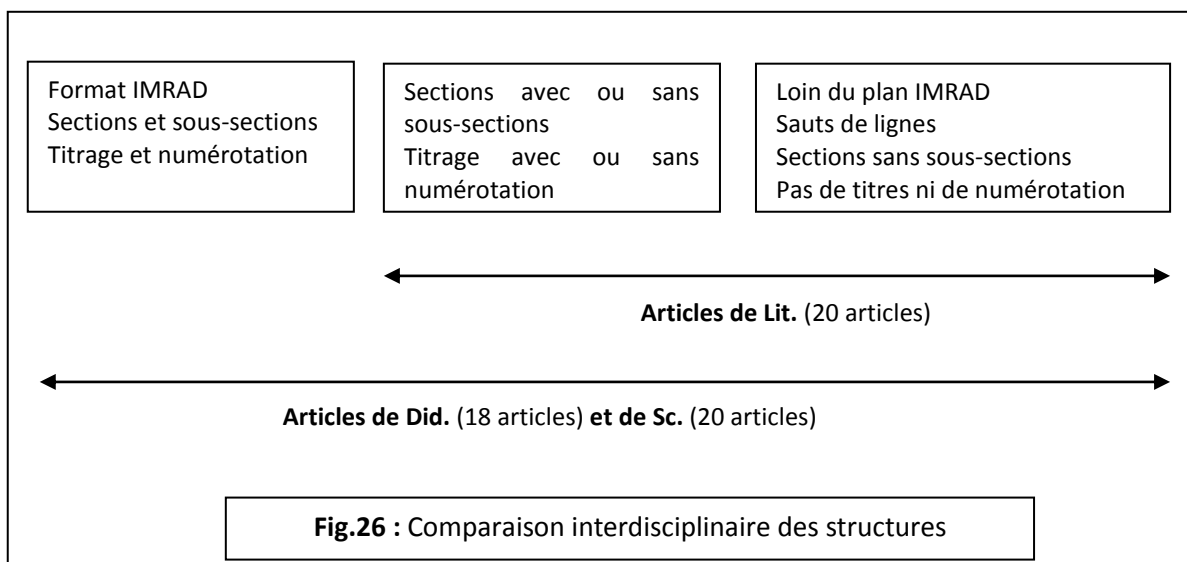 Format IMRAD
Sections et sous-sections
Titrage et numérotation
Sections avec ou sans
sous-sections
Titrage avec ou sans
numérotation
Loin du plan IMRAD
Sauts de lignes
Sections sans sous-sections
Pas de titres ni de numérotation
Articles de Lit. (20 articles)
Articles de Did. (18 articles) et de Sc. (20 articles)
Fig.26 : Comparaison interdisciplinaire des structures